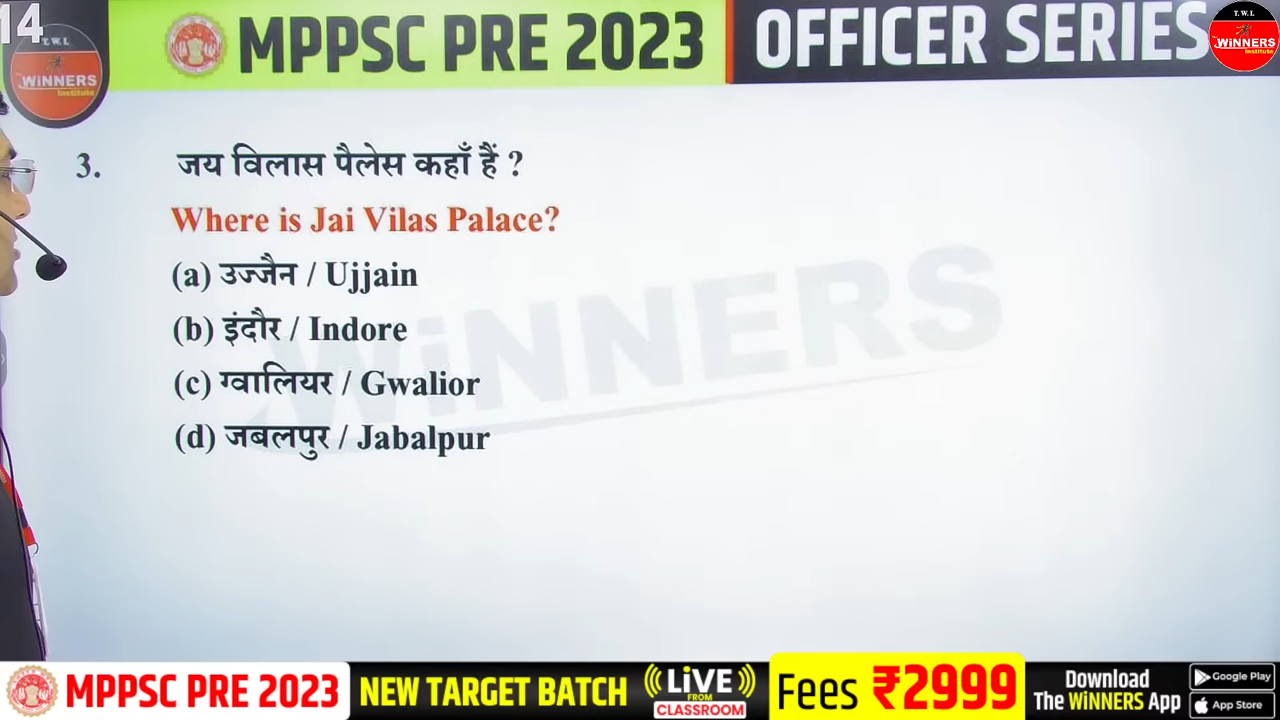 14
T.W.I.
WiNNERS
Institute
MPPSC PRE 2023
OFFICER SERIES
T.W.I.
The WiNNERS
Institute
3. जय विलास पैलेस कहाँ हैं ?
Where is Jai Vilas Palace?
(a) उज्जैन / Ujjain
(b) इंदौर / Indore
(c) ग्वालियर / Gwalior
(d) जबलपुर / Jabalpur
WiNNERS
MPPSC PRE 2023
NEW TARGET BATCH
LiVE
FROM
CLASSROOM
Fees ₹2999
Download
The WiNNERS App
Google Play
App Store